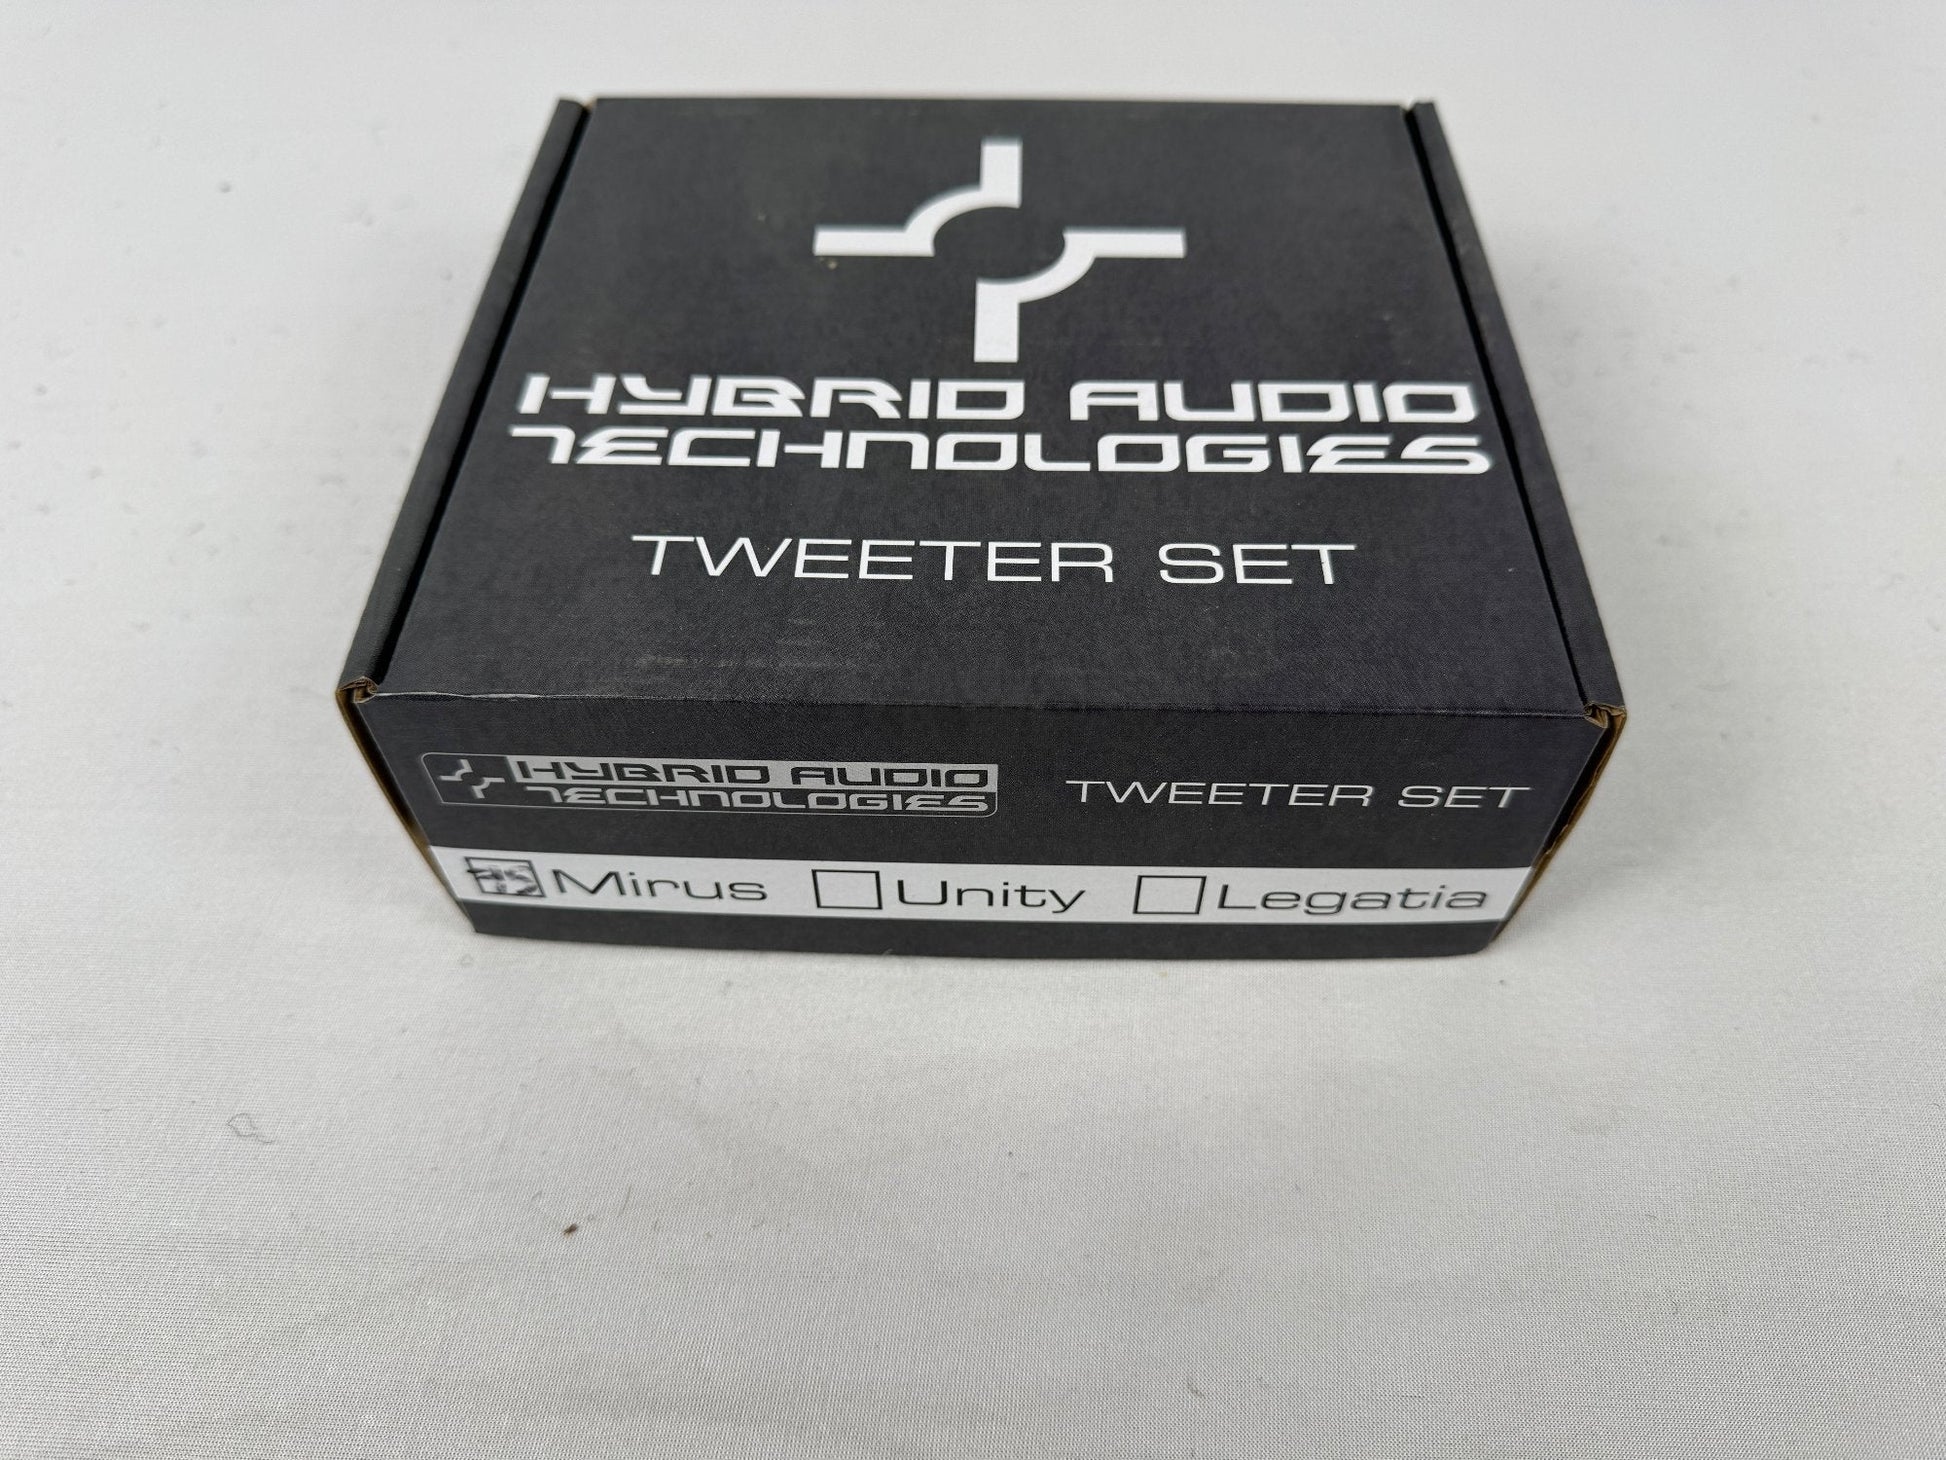 HYBRID AUDIO
TECHNOLOGIES
TWEETER SET
HYBRID AUDIO
TECHNOLOGIES
TWEETER SET
Mirus Unity Legatia